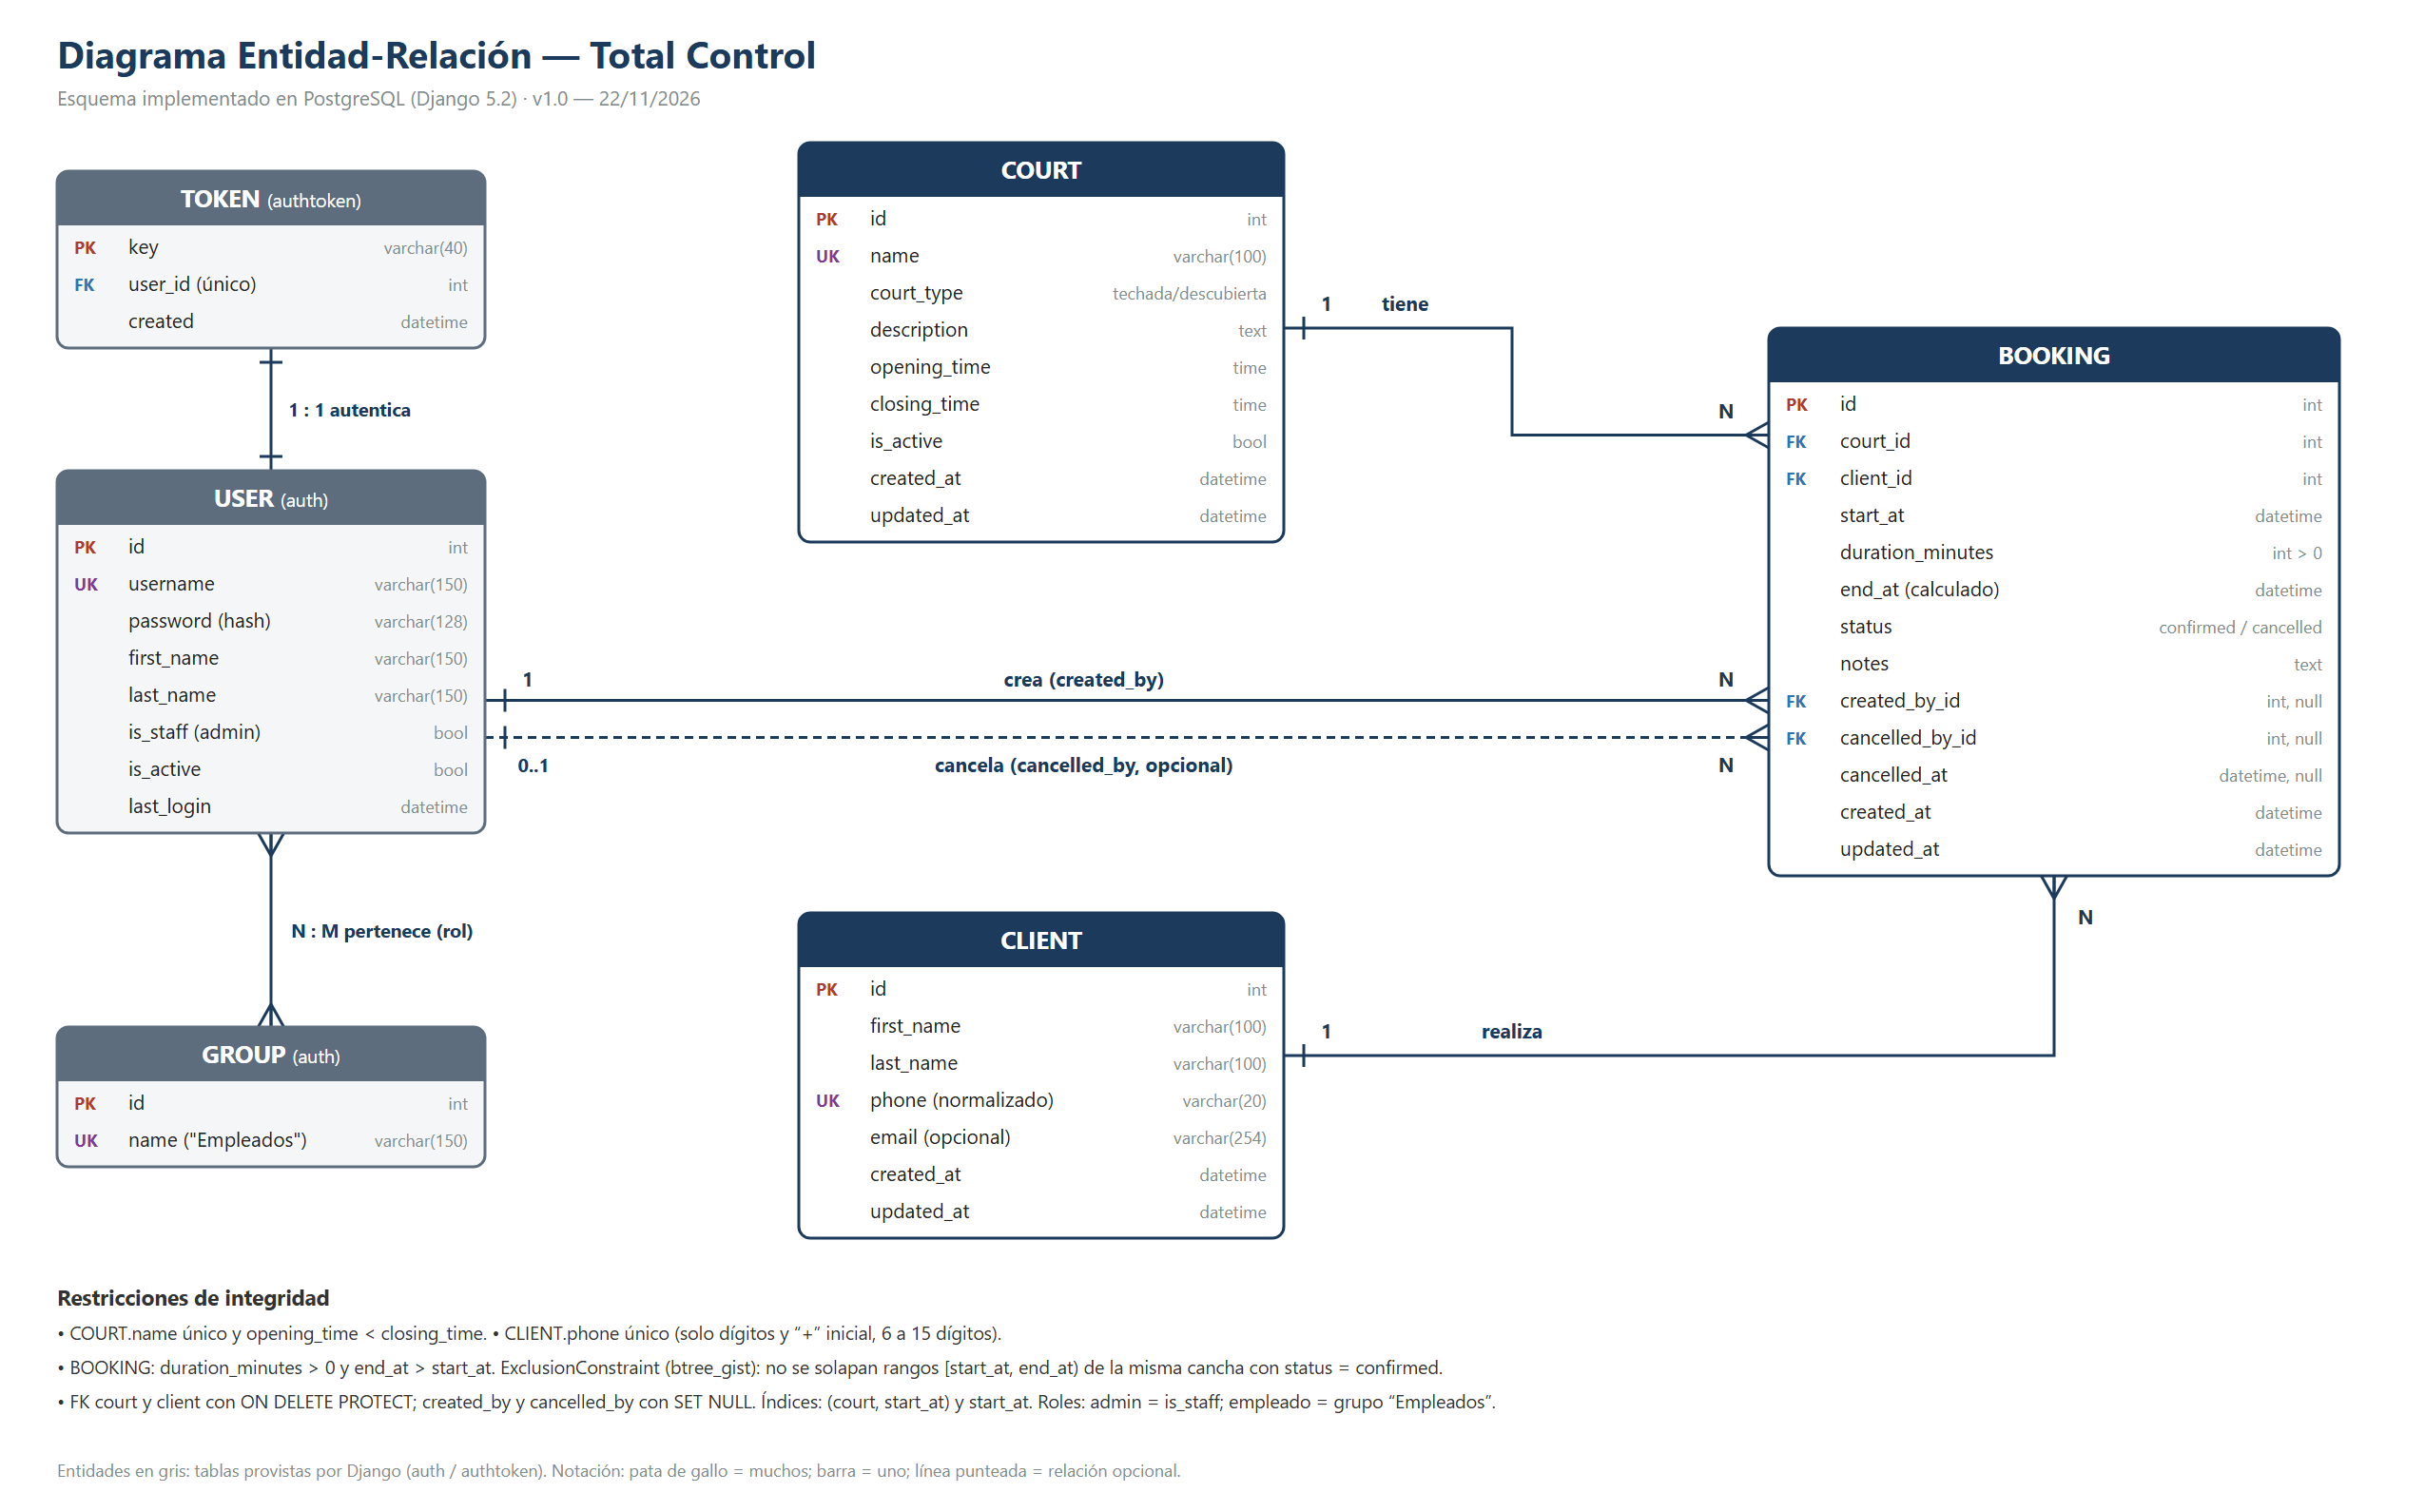 Diagrama Entidad-Relación — Total Control
Esquema implementado en PostgreSQL (Django 5.2) · v1.0 — 22/11/2026
TOKEN (authtoken)
PK key varchar(40)
FK user_id (único) int
created datetime
1 : 1 autentica
USER (auth)
PK id int
UK username varchar(150)
password (hash) varchar(128)
first_name varchar(150)
last_name varchar(150)
is_staff (admin) bool
is_active bool
last_login datetime
N : M pertenece (rol)
GROUP (auth)
PK id int
UK name ("Empleados") varchar(150)
COURT
PK id int
UK name varchar(100)
court_type techada/descubierta
description text
opening_time time
closing_time time
is_active bool
created_at datetime
updated_at datetime
1 tiene
N
1 crea (created_by) N
0..1 cancela (cancelled_by, opcional) N
BOOKING
PK id int
FK court_id int
FK client_id int
start_at datetime
duration_minutes int > 0
end_at (calculado) datetime
status confirmed / cancelled
notes text
FK created_by_id int, null
FK cancelled_by_id int, null
cancelled_at datetime, null
created_at datetime
updated_at datetime
N
CLIENT
PK id int
first_name varchar(100)
last_name varchar(100)
UK phone (normalizado) varchar(20)
email (opcional) varchar(254)
created_at datetime
updated_at datetime
1 realiza
Restricciones de integridad
• COURT.name único y opening_time < closing_time. • CLIENT.phone único (solo dígitos y “+” inicial, 6 a 15 dígitos).
• BOOKING: duration_minutes > 0 y end_at > start_at. ExclusionConstraint (btree_gist): no se solapan rangos [start_at, end_at) de la misma cancha con status = confirmed.
• FK court y client con ON DELETE PROTECT; created_by y cancelled_by con SET NULL. Índices: (court, start_at) y start_at. Roles: admin = is_staff; empleado = grupo “Empleados”.
Entidades en gris: tablas provistas por Django (auth / authtoken). Notación: pata de gallo = muchos; barra = uno; línea punteada = relación opcional.